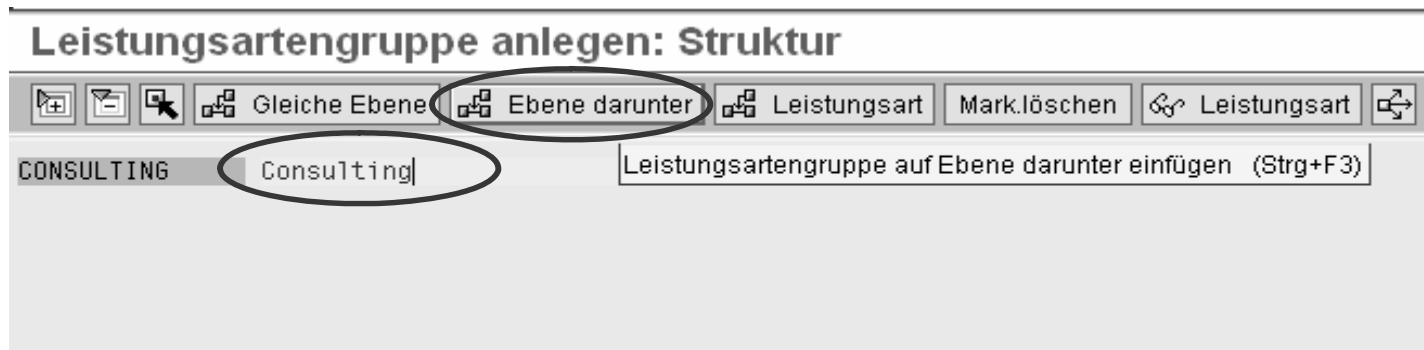 Leistungsartengruppe anlegen: Struktur
Gleiche Ebene Ebene darunter Leistungsart Mark.löschen Leistungsart
CONSULTING Consulting Leistungsartengruppe auf Ebene darunter einfügen (Strg+F3)